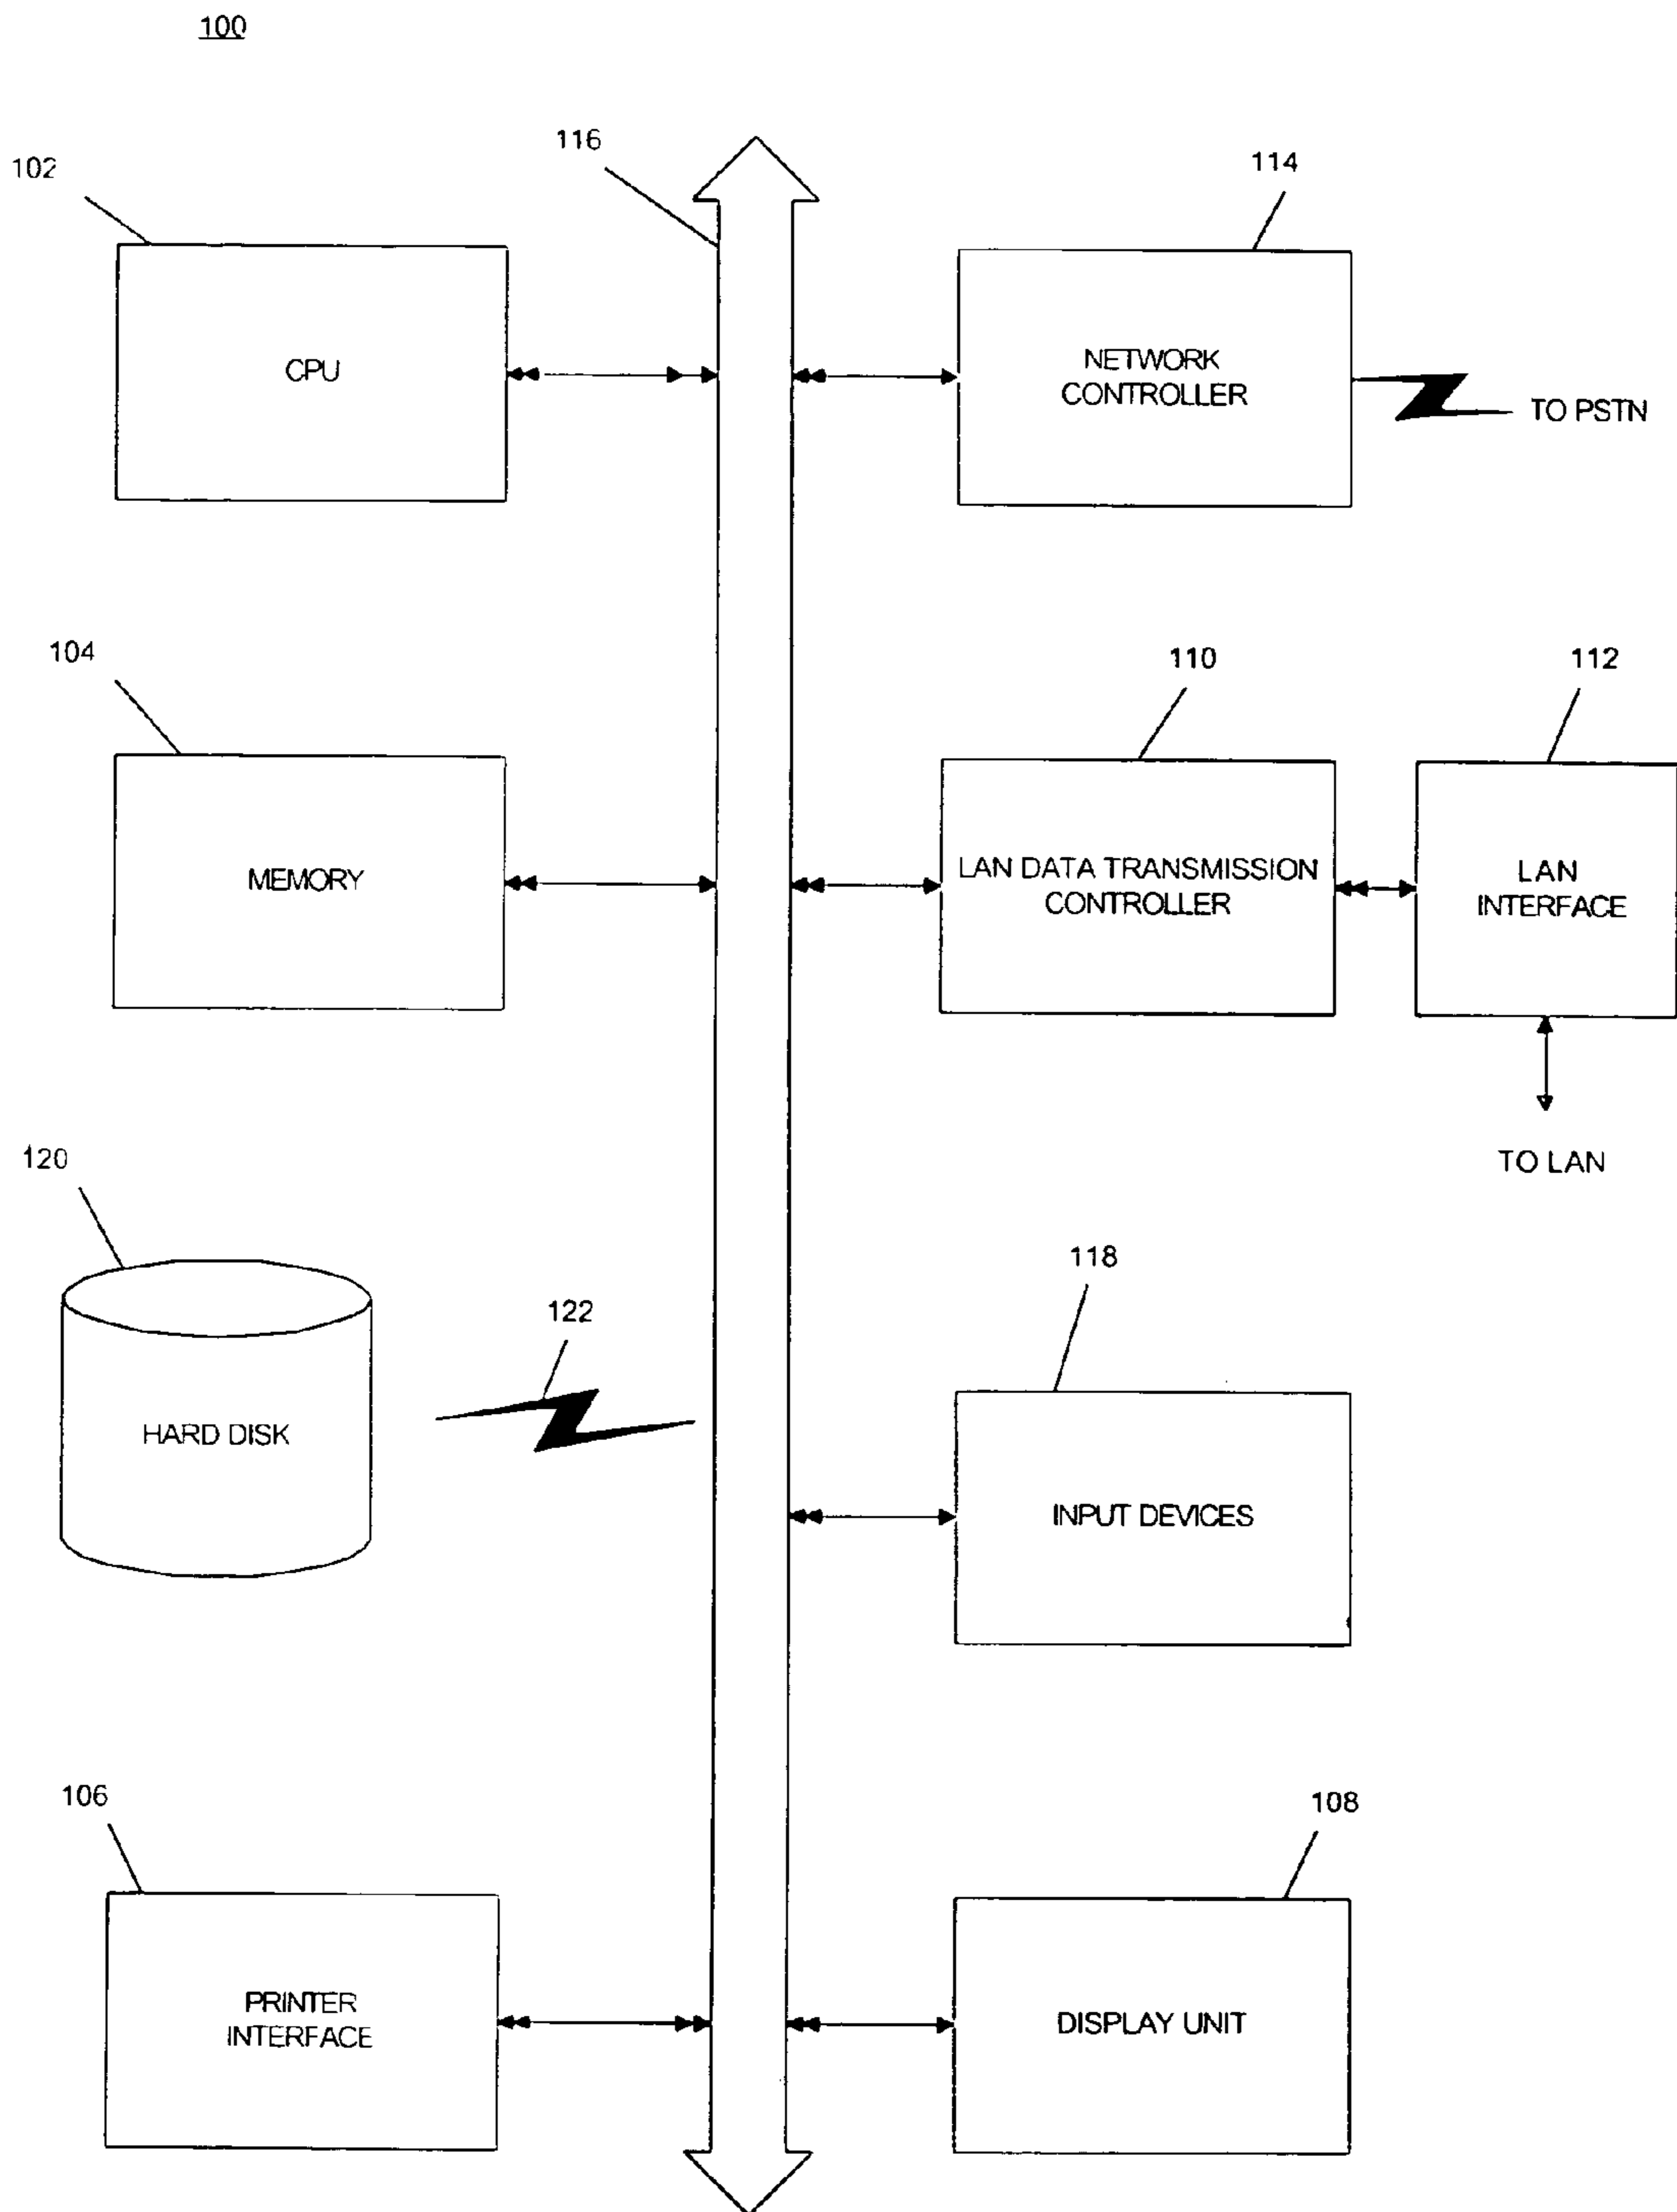 100
102
116
114
CPU
NETWORK
CONTROLLER
TO PSTN
104
110
112
MEMORY
LAN DATA TRANSMISSION
CONTROLLER
LAN
INTERFACE
TO LAN
120
118
122
HARD DISK
INPUT DEVICES
106
108
PRINTER
INTERFACE
DISPLAY UNIT